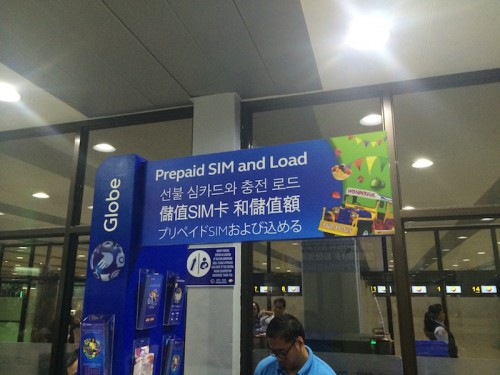 Globe
Prepaid SIM and Load
선불 심카드와 충전 로드
儲值SIM卡 和儲值額
プリペイドSIMおよび込める